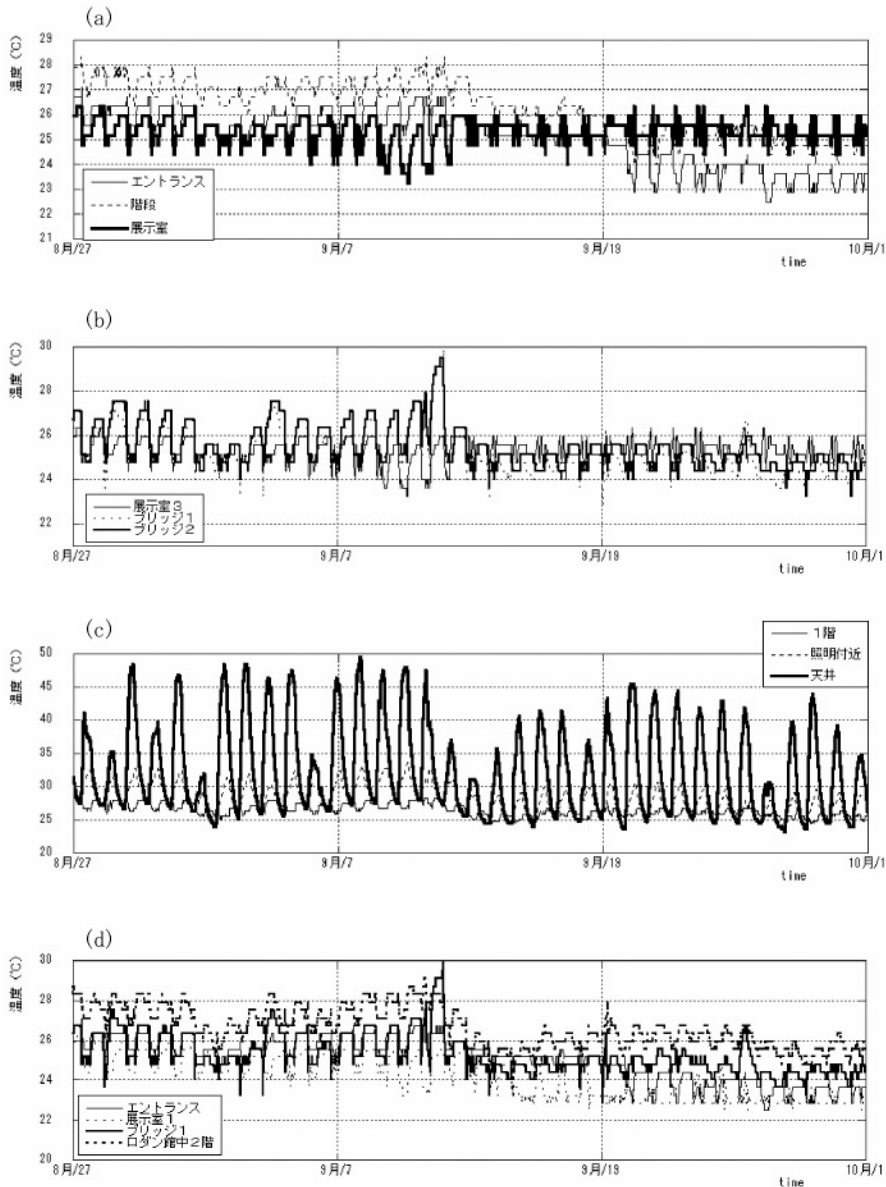 (a)
温度 (℃)
29
28
27
26
25
24
23
22
21
エントランス
階段
展示室
8月/27
9月/7
9月/19
10月/1
time
(b)
温度 (℃)
30
28
26
24
22
展示室3
ブリッジ1
ブリッジ2
8月/27
9月/7
9月/19
10月/1
time
(c)
1階
照明付近
天井
温度 (℃)
50
45
40
35
30
25
20
8月/27
9月/7
9月/19
10月/1
time
(d)
温度 (℃)
30
28
26
24
22
20
エントランス
展示室1
ブリッジ1
ロダン館中2階
8月/27
9月/7
9月/19
10月/1
time